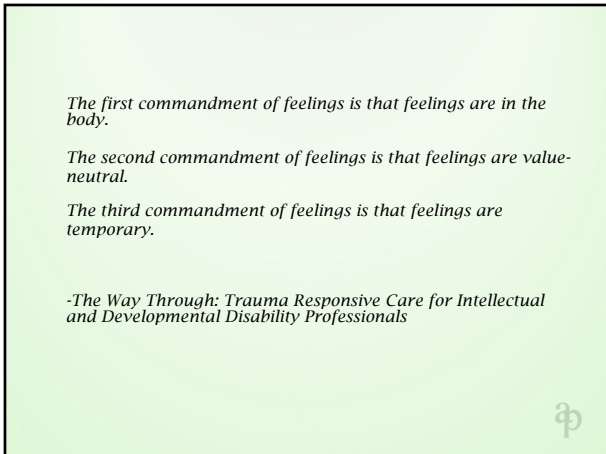 The first commandment of feelings is that feelings are in the
body.
The second commandment of feelings is that feelings are value-
neutral.
The third commandment of feelings is that feelings are
temporary.
-The Way Through: Trauma Responsive Care for Intellectual
and Developmental Disability Professionals